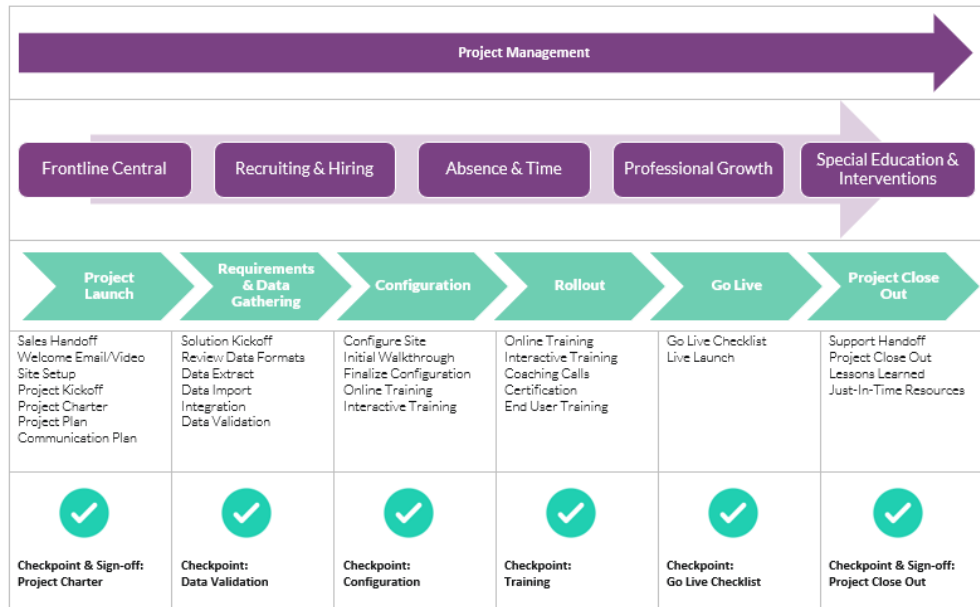 Project Management
Frontline Central
Recruiting & Hiring
Absence & Time
Professional Growth
Special Education &
Interventions
Project
Launch
Requirements
& Data
Gathering
Configuration
Rollout
Go Live
Project Close
Out
Sales Handoff
Welcome Email/Video
Site Setup
Project Kickoff
Project Charter
Project Plan
Communication Plan
Solution Kickoff
Review Data Formats
Data Extract
Data Import
Integration
Data Validation
Configure Site
Initial Walkthrough
Finalize Configuration
Online Training
Interactive Training
Online Training
Interactive Training
Coaching Calls
Certification
End User Training
Go Live Checklist
Live Launch
Support Handoff
Project Close Out
Lessons Learned
Just-In-Time Resources
Checkpoint & Sign-off:
Project Charter
Checkpoint:
Data Validation
Checkpoint:
Configuration
Checkpoint:
Training
Checkpoint:
Go Live Checklist
Checkpoint & Sign-off:
Project Close Out